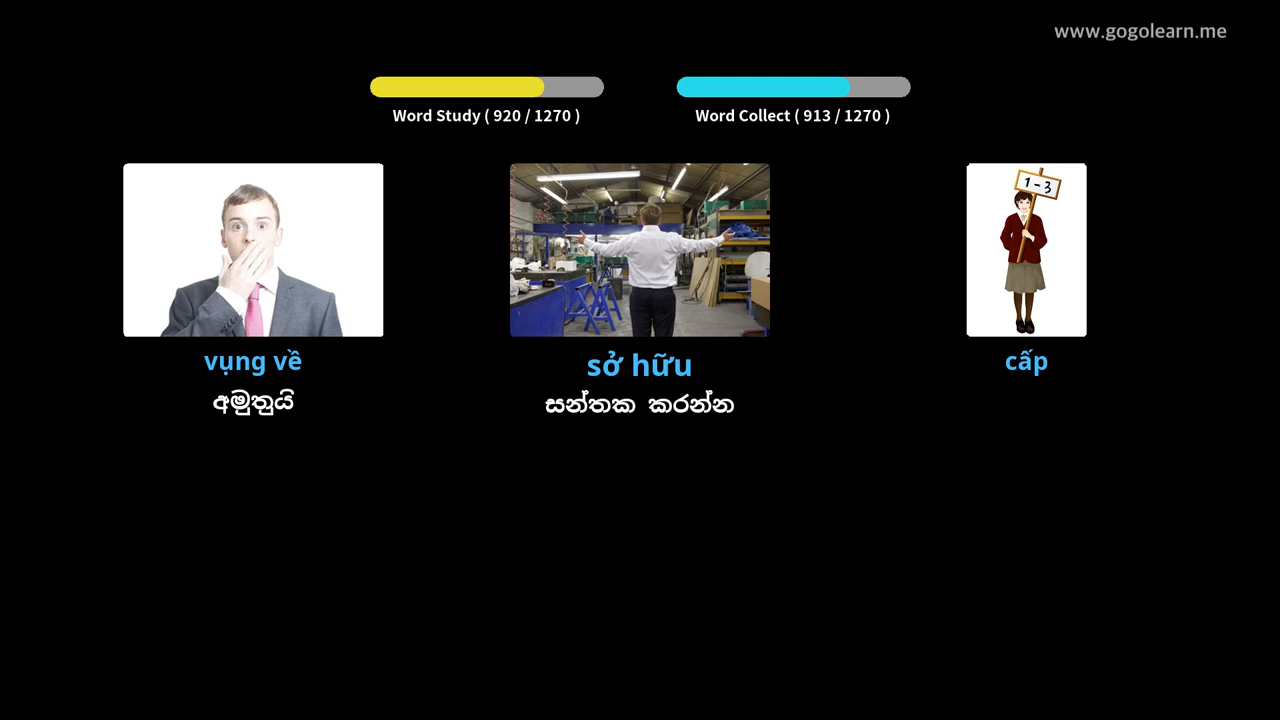 www.gogolearn.me
Word Study ( 920 / 1270 )
Word Collect ( 913 / 1270 )
1-3
vụng về
sở hữu
cấp
අමුතුයි
සන්තක කරන්න